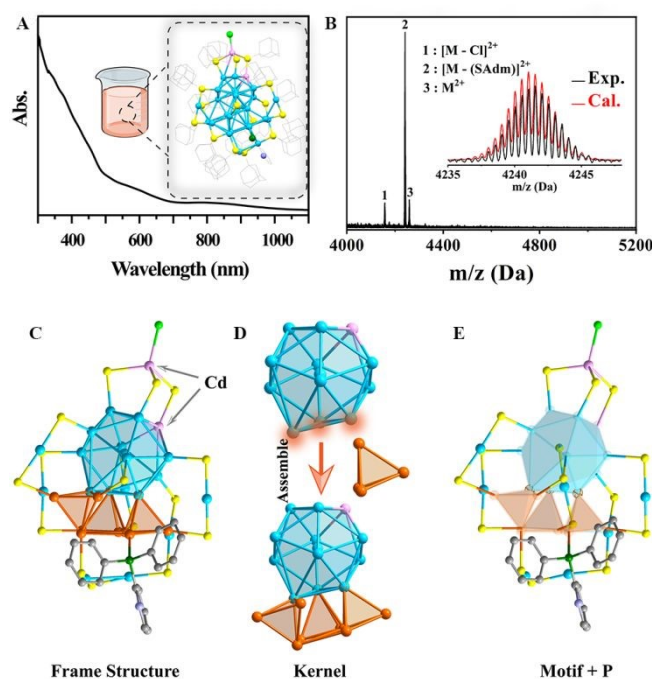 A
Abs.
400 600 800 1000
Wavelength (nm)
B
1 : [M - Cl]²⁺
2 : [M - (SAdm)]²⁺
3 : M²⁺
2
1
3
Exp.
Cal.
4235 4240 4245
m/z (Da)
4000 4400 4800 5200
m/z (Da)
C
Cd
Frame Structure
D
Assemble
Kernel
E
Motif + P